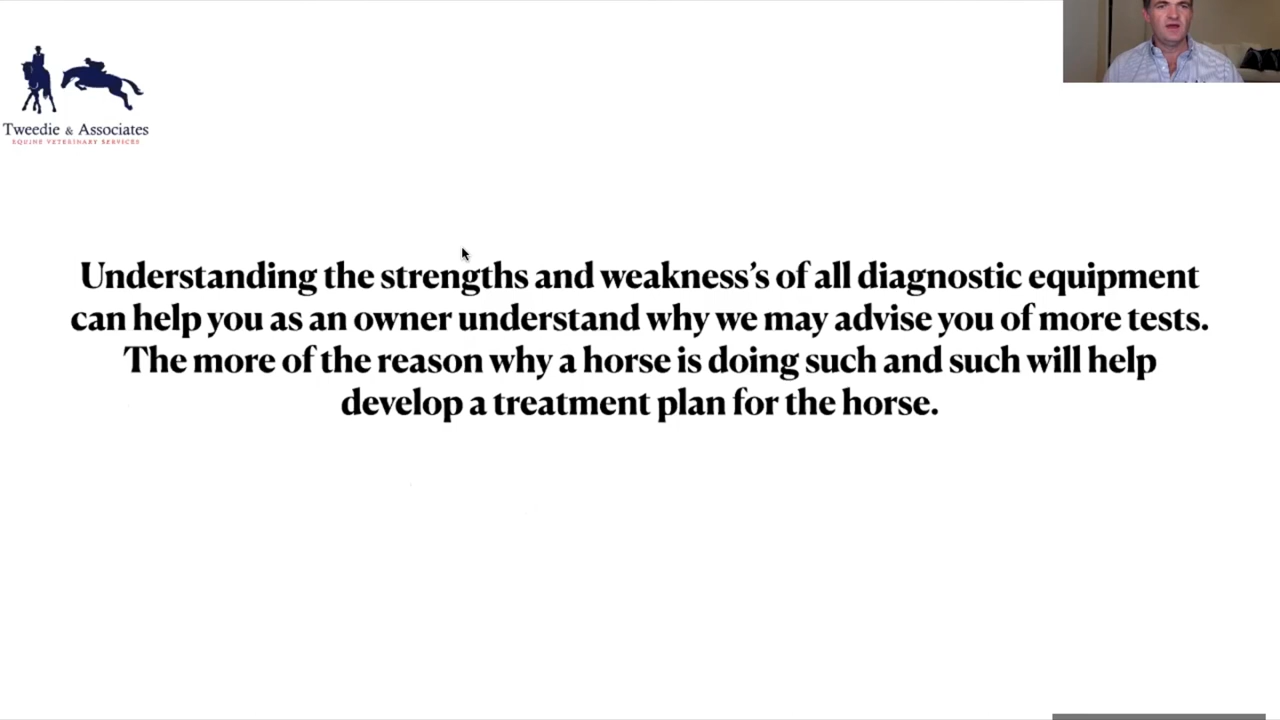 Tweedie & Associates
EQUINE VETERINARY SERVICES
Understanding the strengths and weakness’s of all diagnostic equipment
can help you as an owner understand why we may advise you of more tests.
The more of the reason why a horse is doing such and such will help
develop a treatment plan for the horse.